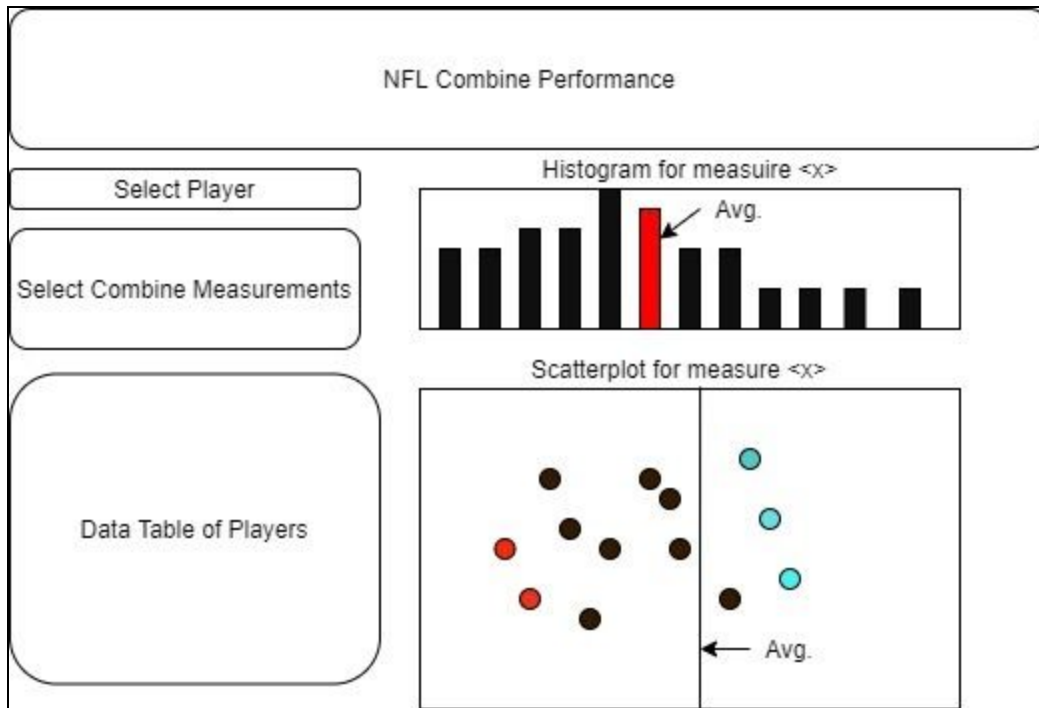 NFL Combine Performance
Select Player
Select Combine Measurements
Data Table of Players
Histogram for measuire <x>
Avg.
Scatterplot for measure <x>
Avg.